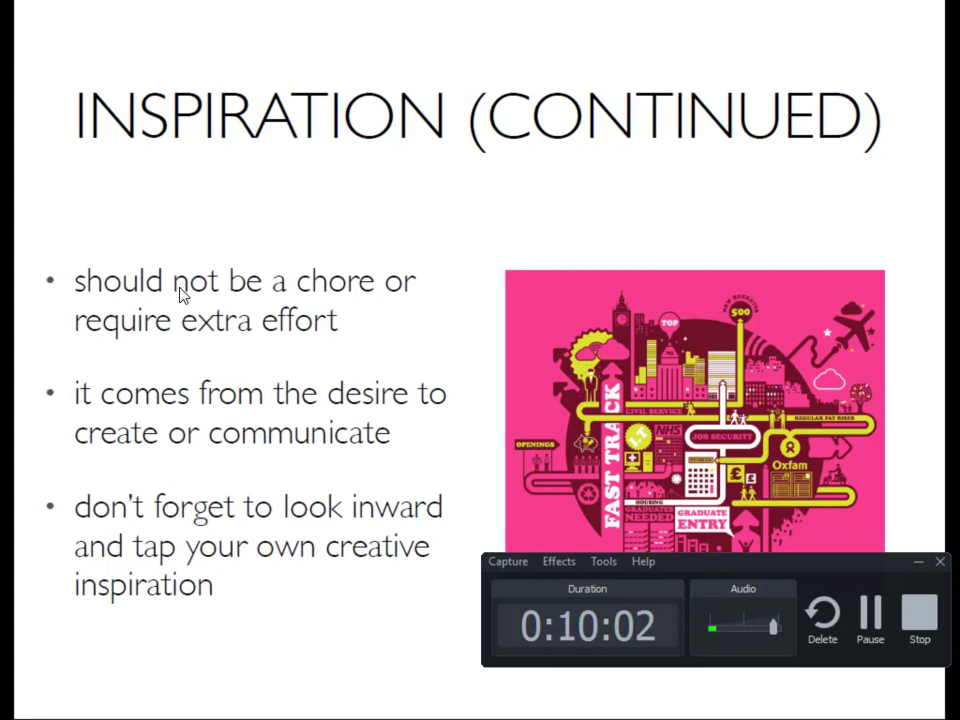 INSPIRATION (CONTINUED)
• should not be a chore or
require extra effort
• it comes from the desire to
create or communicate
• don't forget to look inward
and tap your own creative
inspiration
NEW RECRUITS
500
TOP
CIVIL SERVICE
REGULAR PAY RISES
I.T
NHS
JOB SECURITY
OPENINGS
FAST TRACK
Oxfam
£
£
HOUSING
GRADUATES
NEEDED
GRADUATE
ENTRY
Capture Effects Tools Help
Duration
Audio
0:10:02
Delete
Pause
Stop